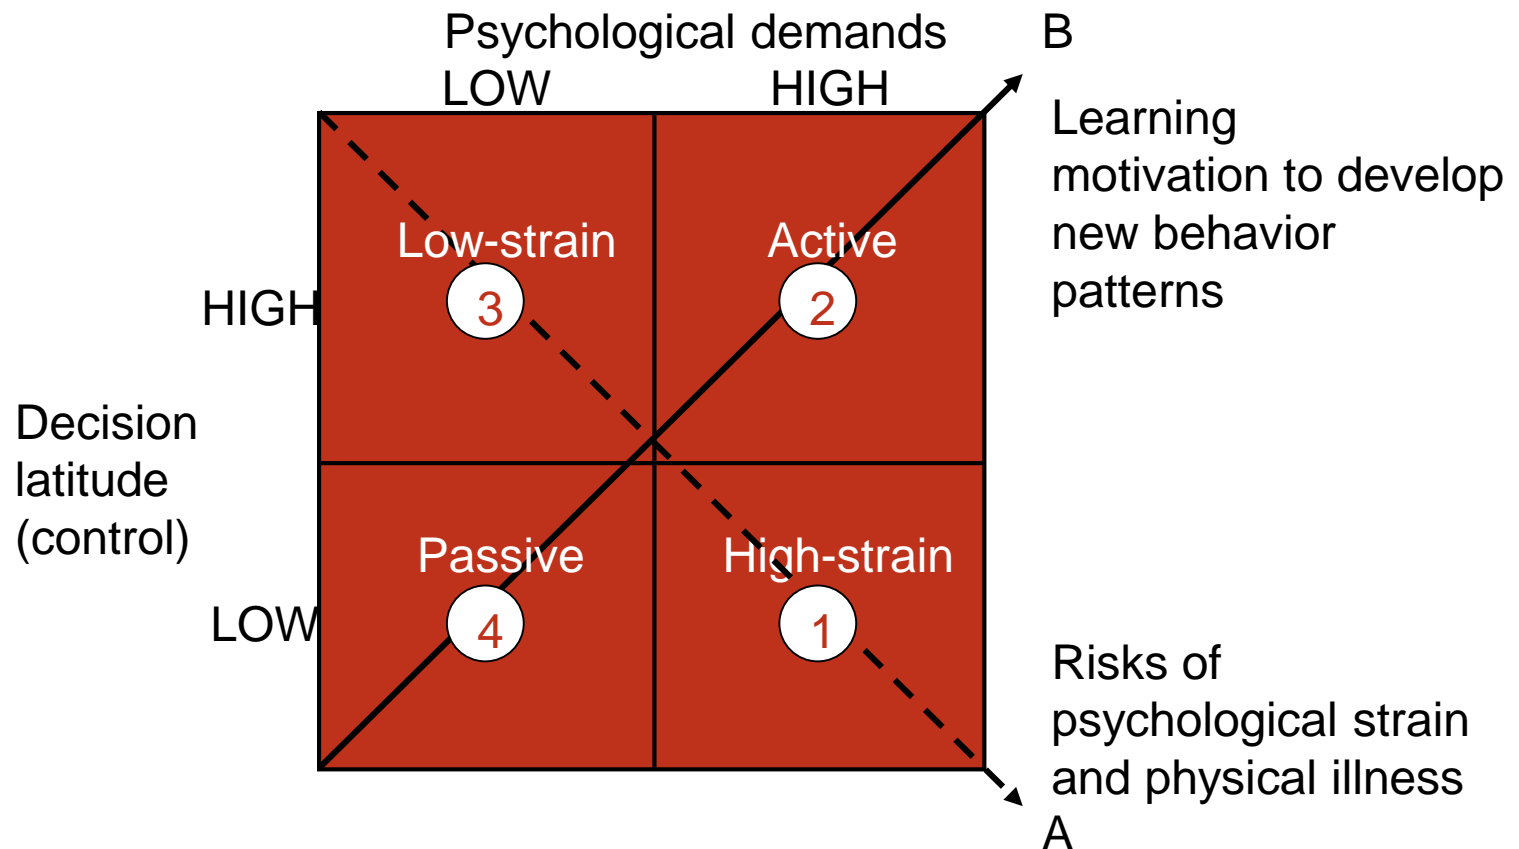 Psychological demands
B
LOW
HIGH
Learning
motivation to develop
new behavior
patterns
Low-strain
Active
3
2
HIGH
Decision
latitude
(control)
Passive
High-strain
4
1
LOW
Risks of
psychological strain
and physical illness
A